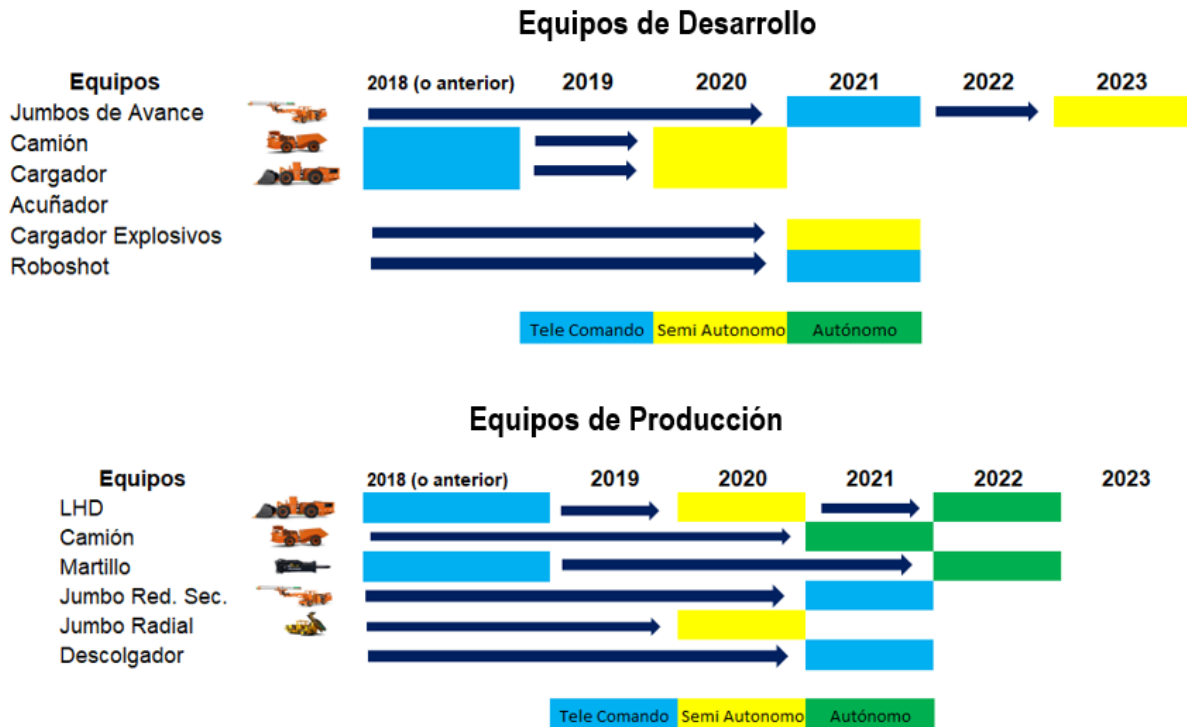 Equipos de Desarrollo
Equipos 2018 (o anterior) 2019 2020 2021 2022 2023
Jumbos de Avance
Camión
Cargador
Acuñador
Cargador Explosivos
Roboshot
Tele Comando Semi Autonomo Autónomo
Equipos de Producción
Equipos 2018 (o anterior) 2019 2020 2021 2022 2023
LHD
Camión
Martillo
Jumbo Red. Sec.
Jumbo Radial
Descolgador
Tele Comando Semi Autonomo Autónomo